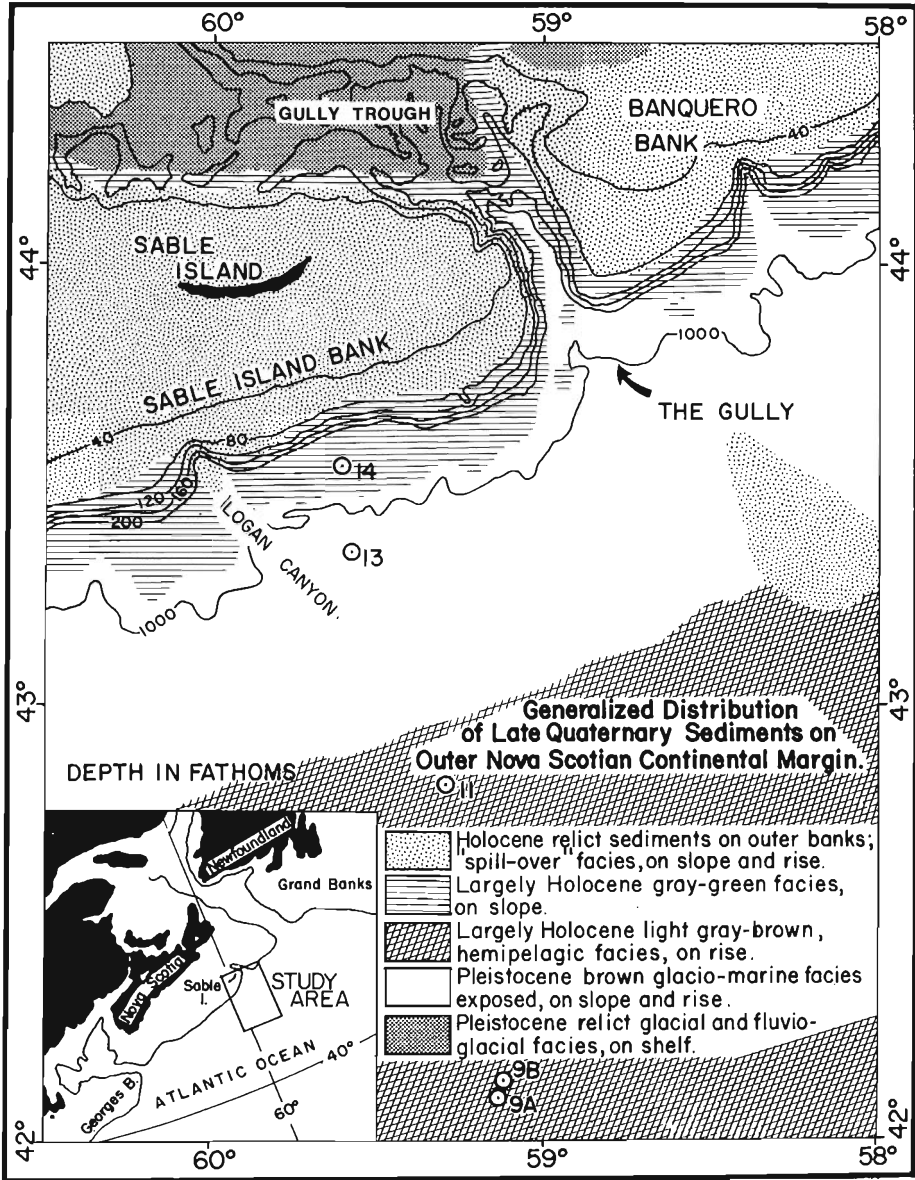 60°
59°
58°
GULLY TROUGH
BANQUERO
BANK
40
44°
44°
SABLE
ISLAND
1000
SABLE ISLAND BANK
THE GULLY
40
80
14
120
160
200
LOGAN CANYON.
13
1000
43°
43°
Generalized Distribution
of Late Quaternary Sediments on
Outer Nova Scotian Continental Margin.
DEPTH IN FATHOMS
11
Holocene relict sediments on outer banks;
"spill-over" facies, on slope and rise.
Largely Holocene gray-green facies,
on slope.
Largely Holocene light gray-brown,
hemipelagic facies, on rise.
Pleistocene brown glacio-marine facies
exposed, on slope and rise.
Pleistocene relict glacial and fluvio-
glacial facies, on shelf.
Newfoundland
Grand Banks
Nova Scotia
Sable
I.
STUDY
AREA
ATLANTIC OCEAN
40°
Georges B.
60°
9B
9A
42°
42°
60°
59°
58°